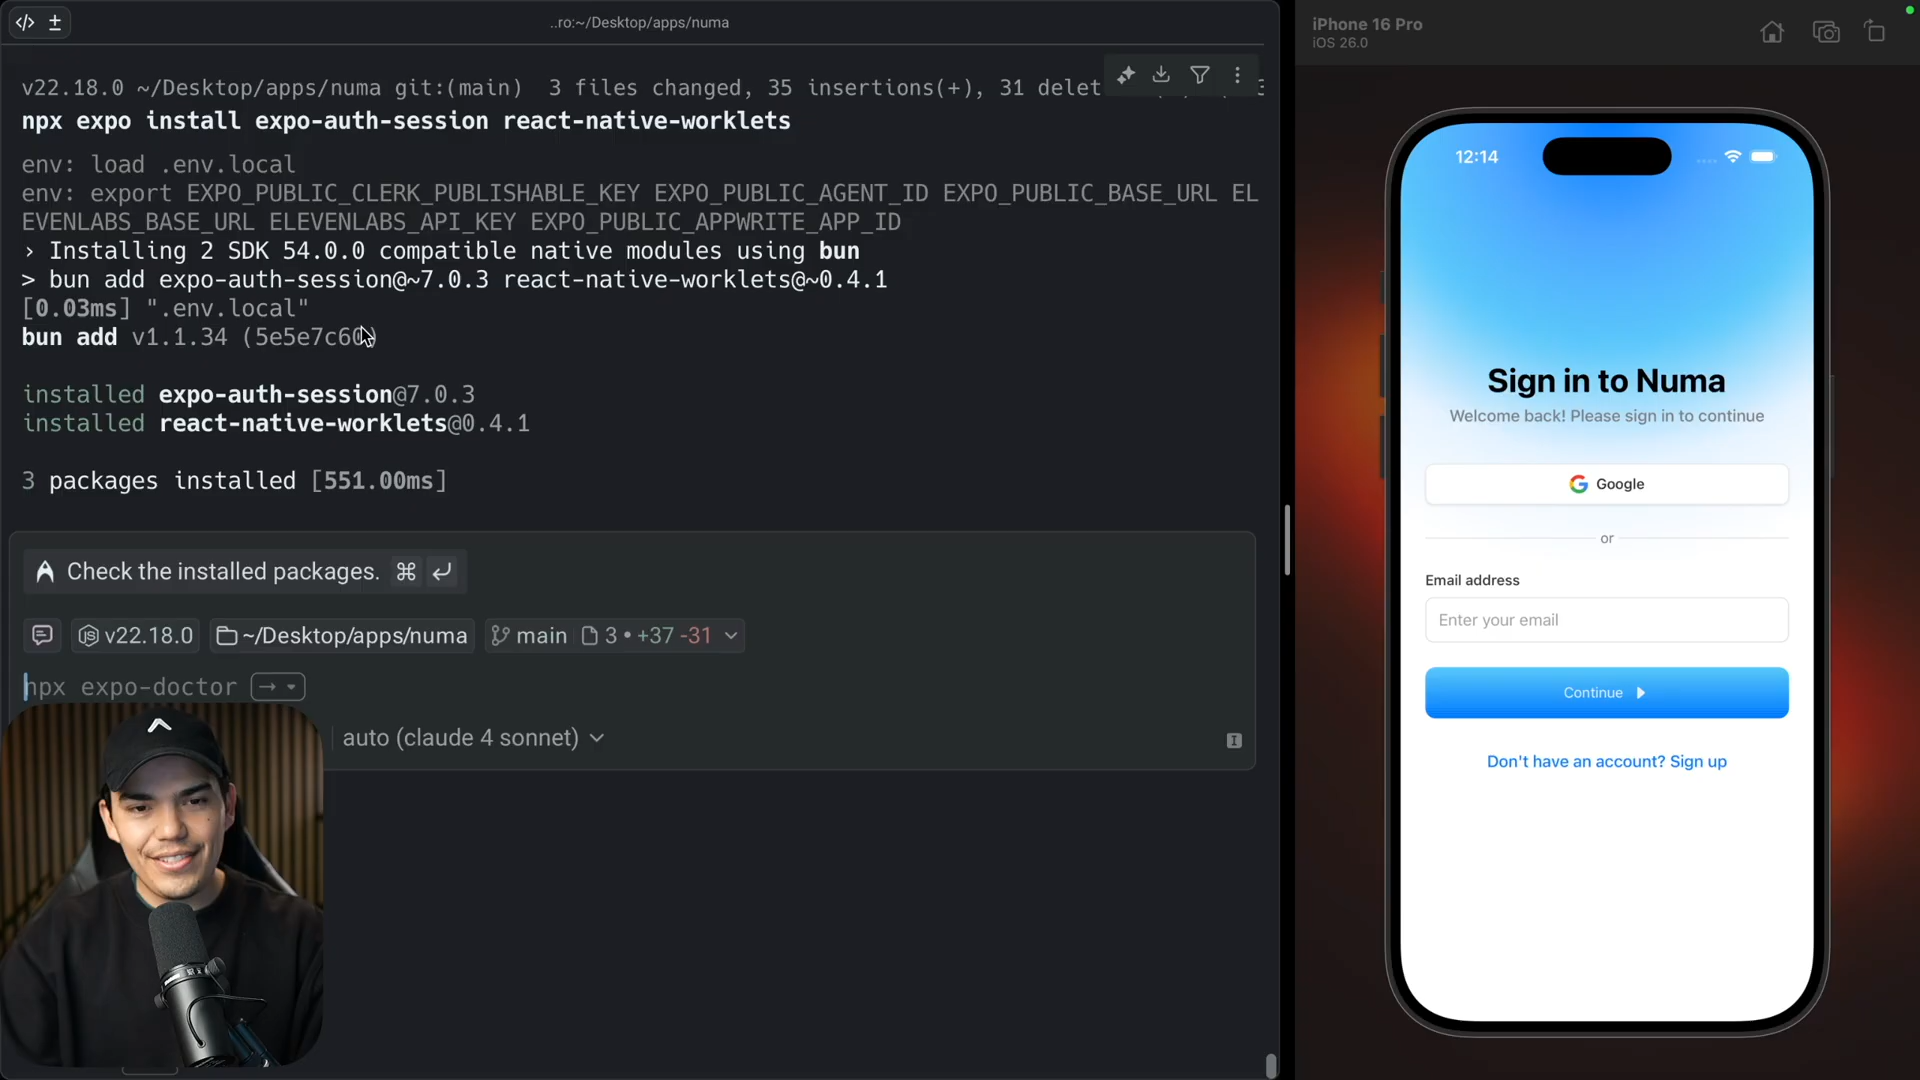 ..ro:~/Desktop/apps/numa
v22.18.0 ~/Desktop/apps/numa git:(main) 3 files changed, 35 insertions(+), 31 delet
npx expo install expo-auth-session react-native-worklets
env: load .env.local
env: export EXPO_PUBLIC_CLERK_PUBLISHABLE_KEY EXPO_PUBLIC_AGENT_ID EXPO_PUBLIC_BASE_URL EL
EVENLABS_BASE_URL ELEVENLABS_API_KEY EXPO_PUBLIC_APPWRITE_APP_ID
› Installing 2 SDK 54.0.0 compatible native modules using bun
> bun add expo-auth-session@~7.0.3 react-native-worklets@~0.4.1
[0.03ms] ".env.local"
bun add v1.1.34 (5e5e7c60)
installed expo-auth-session@7.0.3
installed react-native-worklets@0.4.1
3 packages installed [551.00ms]
Check the installed packages. ⌘ ↵
v22.18.0 ~/Desktop/apps/numa main 3 • +37 -31
npx expo-doctor →
auto (claude 4 sonnet)
iPhone 16 Pro
iOS 26.0
12:14
Sign in to Numa
Welcome back! Please sign in to continue
Google
or
Email address
Enter your email
Continue
Don't have an account? Sign up